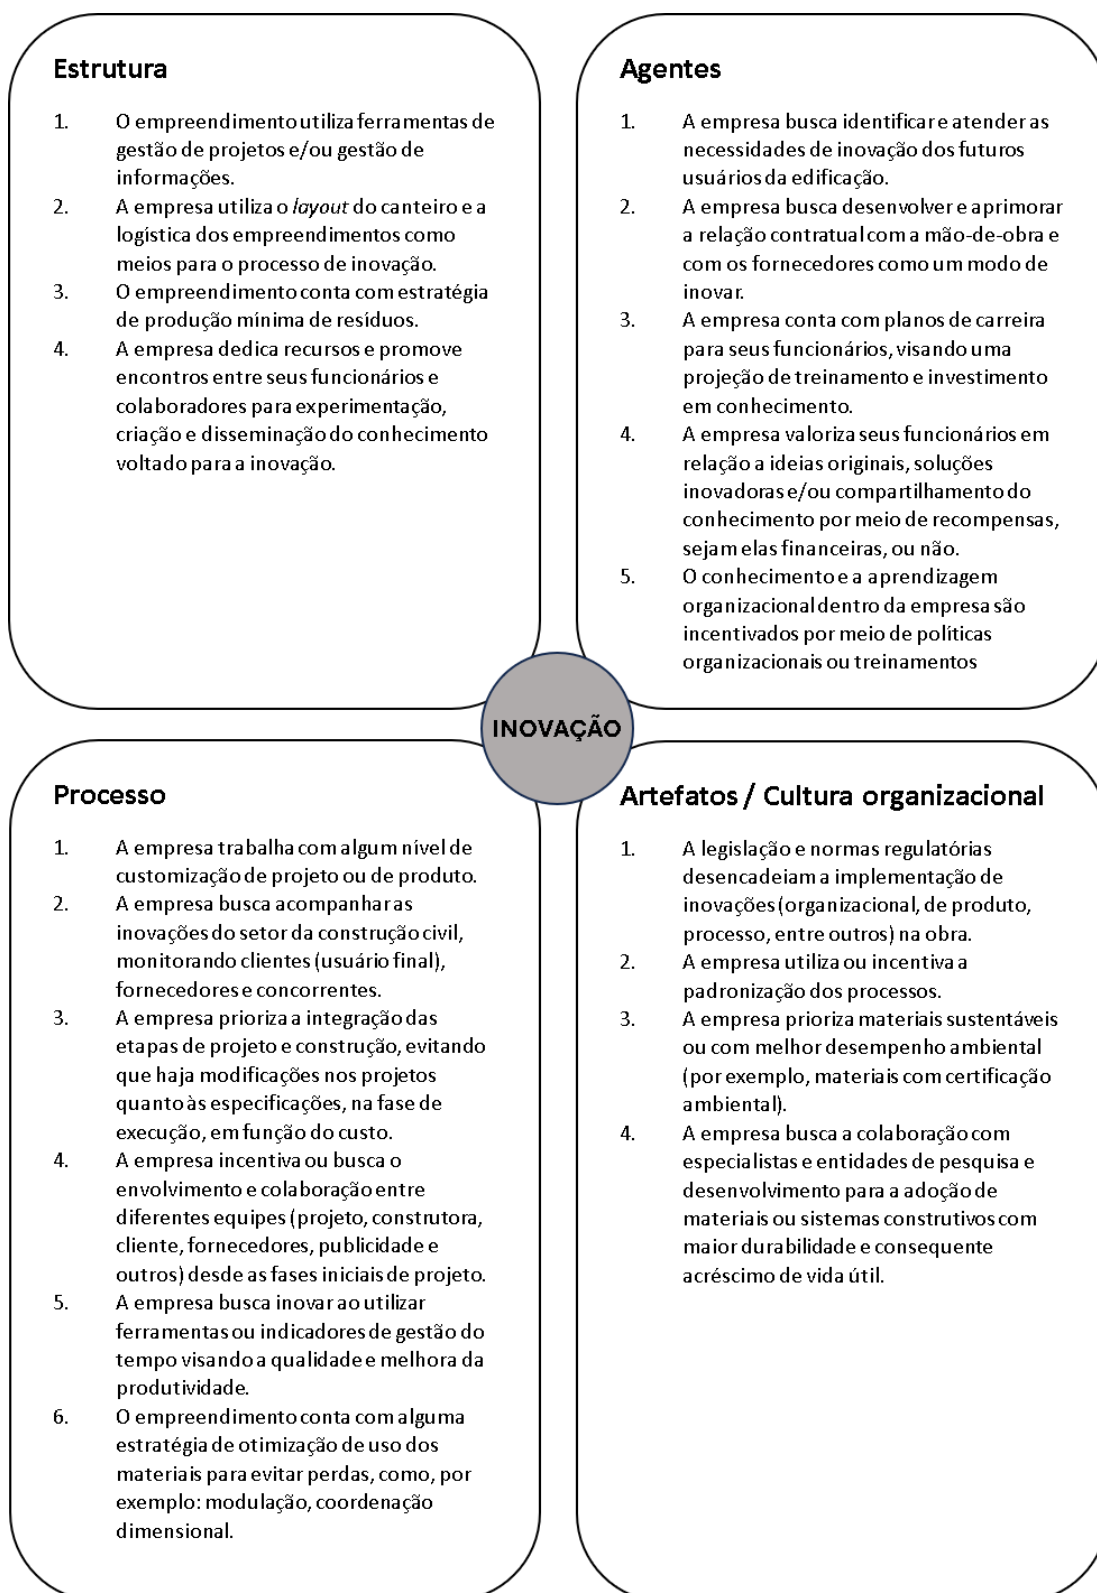 Estrutura
1. O empreendimento utiliza ferramentas de
gestão de projetos e/ou gestão de
informações.
2. A empresa utiliza o layout do canteiro e a
logística dos empreendimentos como
meios para o processo de inovação.
3. O empreendimento conta com estratégia
de produção mínima de resíduos.
4. A empresa dedica recursos e promove
encontros entre seus funcionários e
colaboradores para experimentação,
criação e disseminação do conhecimento
voltado para a inovação.
Agentes
1. A empresa busca identificar e atender as
necessidades de inovação dos futuros
usuários da edificação.
2. A empresa busca desenvolver e aprimorar
a relação contratual com a mão-de-obra e
com os fornecedores como um modo de
inovar.
3. A empresa conta com planos de carreira
para seus funcionários, visando uma
projeção de treinamento e investimento
em conhecimento.
4. A empresa valoriza seus funcionários em
relação a ideias originais, soluções
inovadoras e/ou compartilhamento do
conhecimento por meio de recompensas,
sejam elas financeiras, ou não.
5. O conhecimento e a aprendizagem
organizacional dentro da empresa são
incentivados por meio de políticas
organizacionais ou treinamentos
INOVAÇÃO
Processo
1. A empresa trabalha com algum nível de
customização de projeto ou de produto.
2. A empresa busca acompanhar as
inovações do setor da construção civil,
monitorando clientes (usuário final),
fornecedores e concorrentes.
3. A empresa prioriza a integração das
etapas de projeto e construção, evitando
que haja modificações nos projetos
quanto às especificações, na fase de
execução, em função do custo.
4. A empresa incentiva ou busca o
envolvimento e colaboração entre
diferentes equipes (projeto, construtora,
cliente, fornecedores, publicidade e
outros) desde as fases iniciais de projeto.
5. A empresa busca inovar ao utilizar
ferramentas ou indicadores de gestão do
tempo visando a qualidade e melhora da
produtividade.
6. O empreendimento conta com alguma
estratégia de otimização de uso dos
materiais para evitar perdas, como, por
exemplo: modulação, coordenação
dimensional.
Artefatos / Cultura organizacional
1. A legislação e normas regulatórias
desencadeiam a implementação de
inovações (organizacional, de produto,
processo, entre outros) na obra.
2. A empresa utiliza ou incentiva a
padronização dos processos.
3. A empresa prioriza materiais sustentáveis
ou com melhor desempenho ambiental
(por exemplo, materiais com certificação
ambiental).
4. A empresa busca a colaboração com
especialistas e entidades de pesquisa e
desenvolvimento para a adoção de
materiais ou sistemas construtivos com
maior durabilidade e consequente
acréscimo de vida útil.